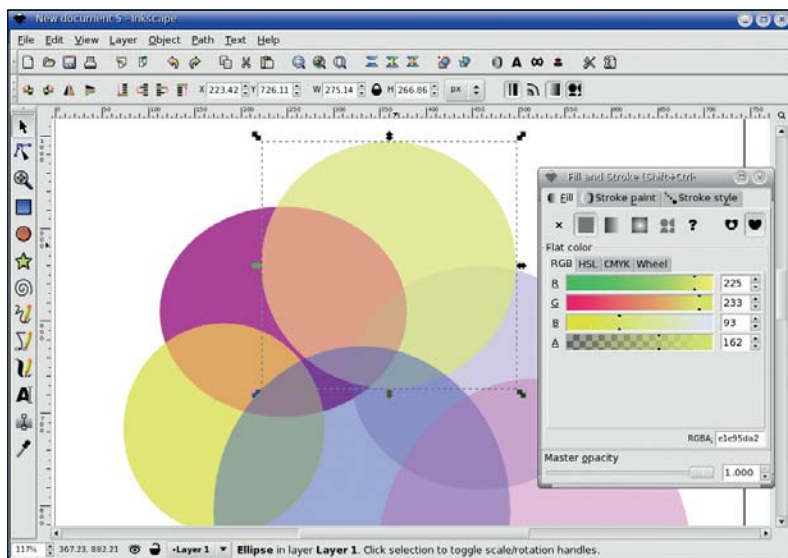 New document 5 - Inkscape
File Edit View Layer Object Path Text Help
X 223.42 Y 726.11 W 275.14 H 266.86 px
Fill and Stroke (Shift+Ctrl-
Fill Stroke paint Stroke style
Flat color
RGB HSL CMYK Wheel
R 225
G 233
B 93
A 162
RGBA: e1e95da2
Master opacity
1.000
117% 367.23, 882.21 Layer 1 Ellipse in layer Layer 1. Click selection to toggle scale/rotation handles.